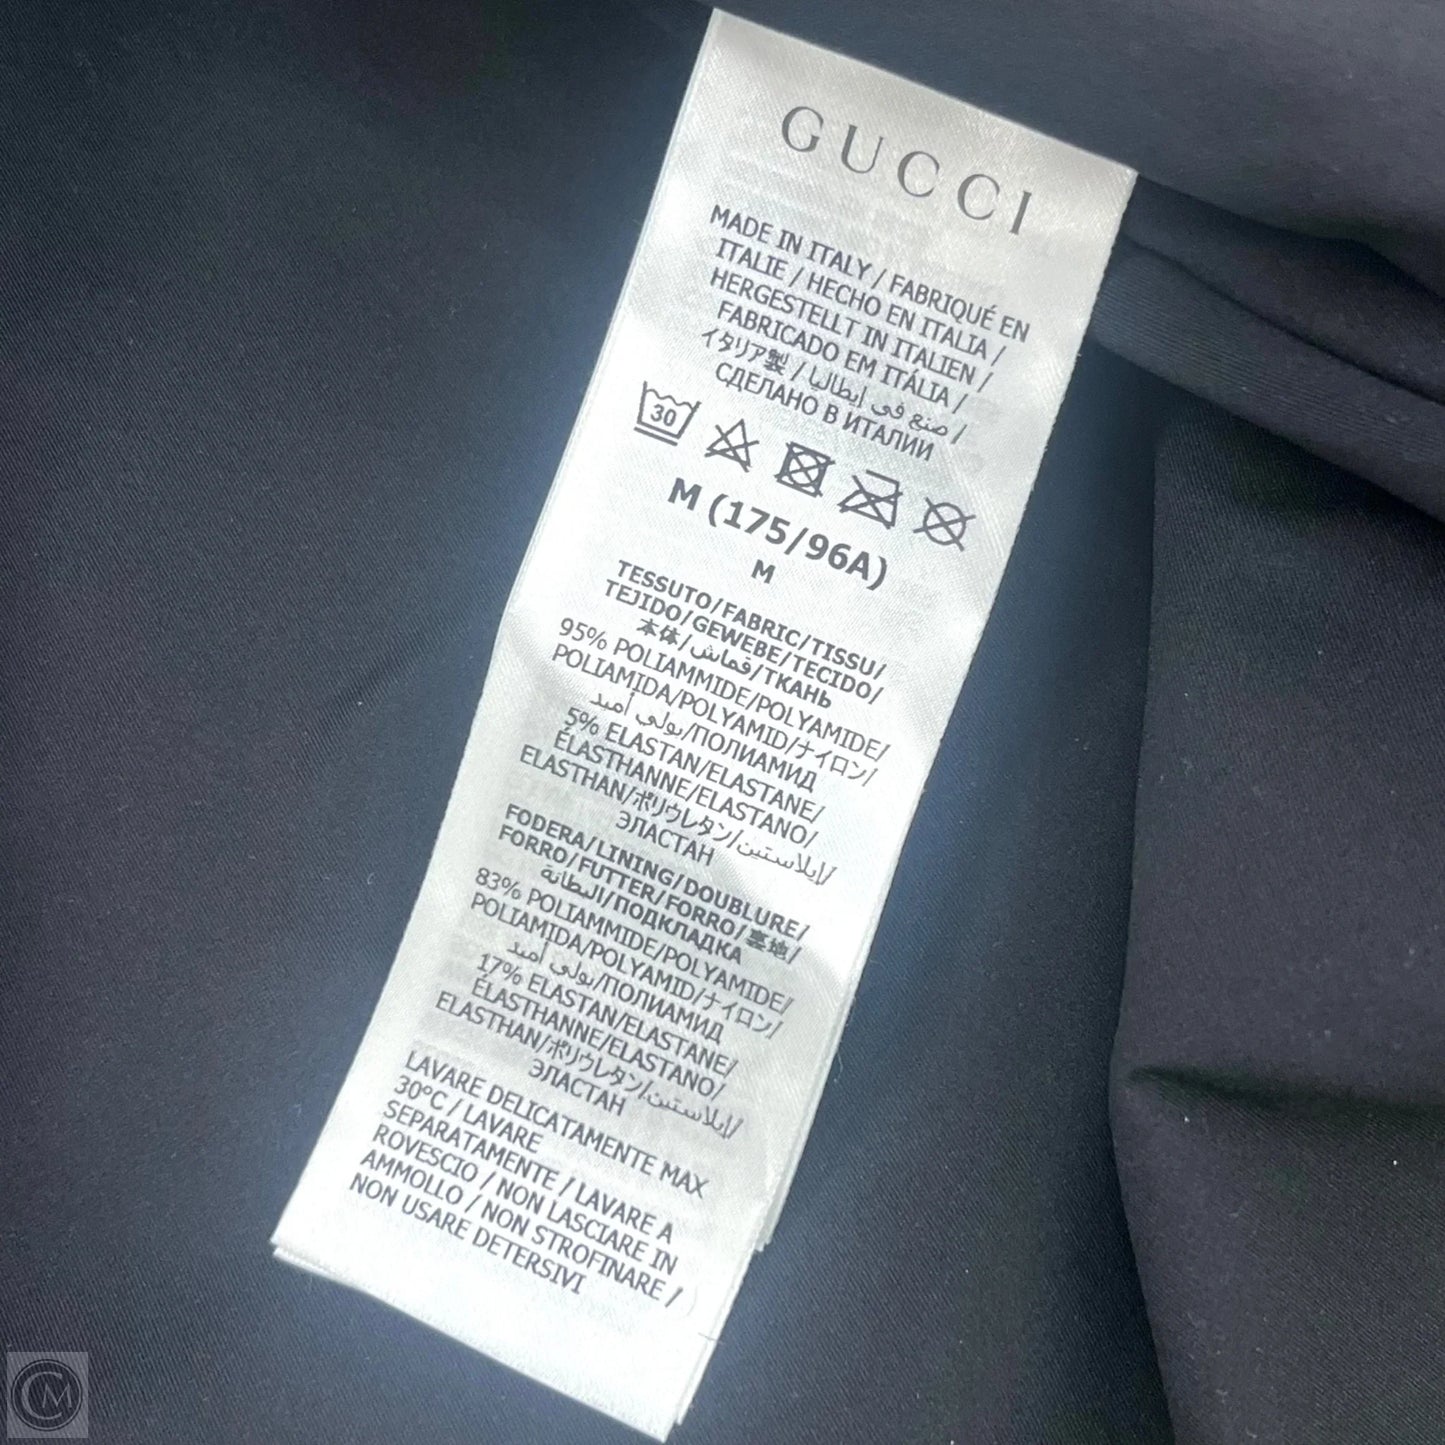 GUCCI
MADE IN ITALY / FABRIQUÉ EN
ITALIE / HECHO EN ITALIA /
HERGESTELLT IN ITALIEN /
FABRICADO EM ITÁLIA /
イタリア製 / صنع في إيطاليا /
СДЕЛАНО В ИТАЛИИ
30
M (175/96A)
M
TESSUTO/FABRIC/TISSU/
TEJIDO/GEWEBE/TECIDO/
本体/قماش/ТКАНЬ
95% POLIAMMIDE/POLYAMIDE/
POLIAMIDA/POLYAMID/ナイロン/
بولي أميد/ПОЛИАМИД
5% ELASTAN/ELASTANE/
ÉLASTHANNE/ELASTANO/
ELASTHAN/ポリウレタン/إيلاستين/
ЭЛАСТАН
FODERA/LINING/DOUBLURE/
FORRO/FUTTER/FORRO/裏地/
البطانة/ПОДКЛАДКА
83% POLIAMMIDE/POLYAMIDE/
POLIAMIDA/POLYAMID/ナイロン/
بولي أميد/ПОЛИАМИД
17% ELASTAN/ELASTANE/
ÉLASTHANNE/ELASTANO/
ELASTHAN/ポリウレタン/إيلاستين/
ЭЛАСТАН
LAVARE DELICATAMENTE MAX
30°C / LAVARE
SEPARATAMENTE / LAVARE A
ROVESCIO / NON LASCIARE IN
AMMOLLO / NON STROFINARE /
NON USARE DETERSIVI
CM